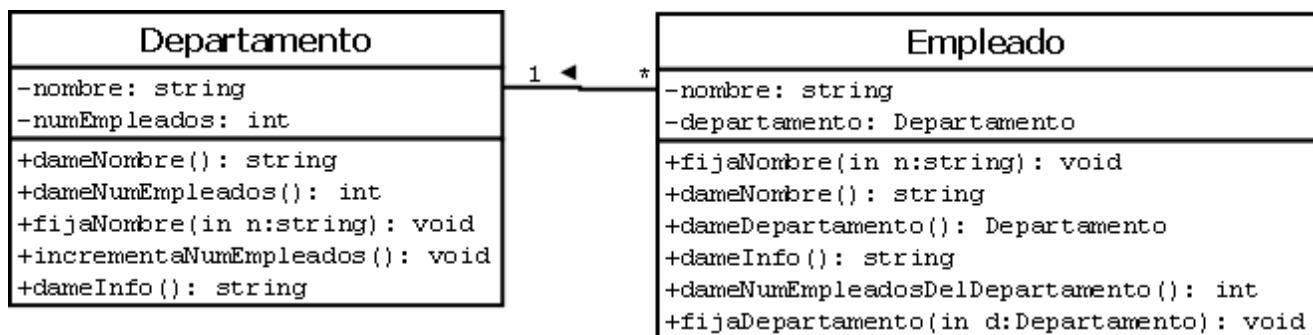 Departamento
-nombre: string
-numEmpleados: int
+dameNombre(): string
+dameNumEmpleados(): int
+fijaNombre(in n:string): void
+incrementaNumEmpleados(): void
+dameInfo(): string
1 ◄ *
Empleado
-nombre: string
-departamento: Departamento
+fijaNombre(in n:string): void
+dameNombre(): string
+dameDepartamento(): Departamento
+dameInfo(): string
+dameNumEmpleadosDelDepartamento(): int
+fijaDepartamento(in d:Departamento): void